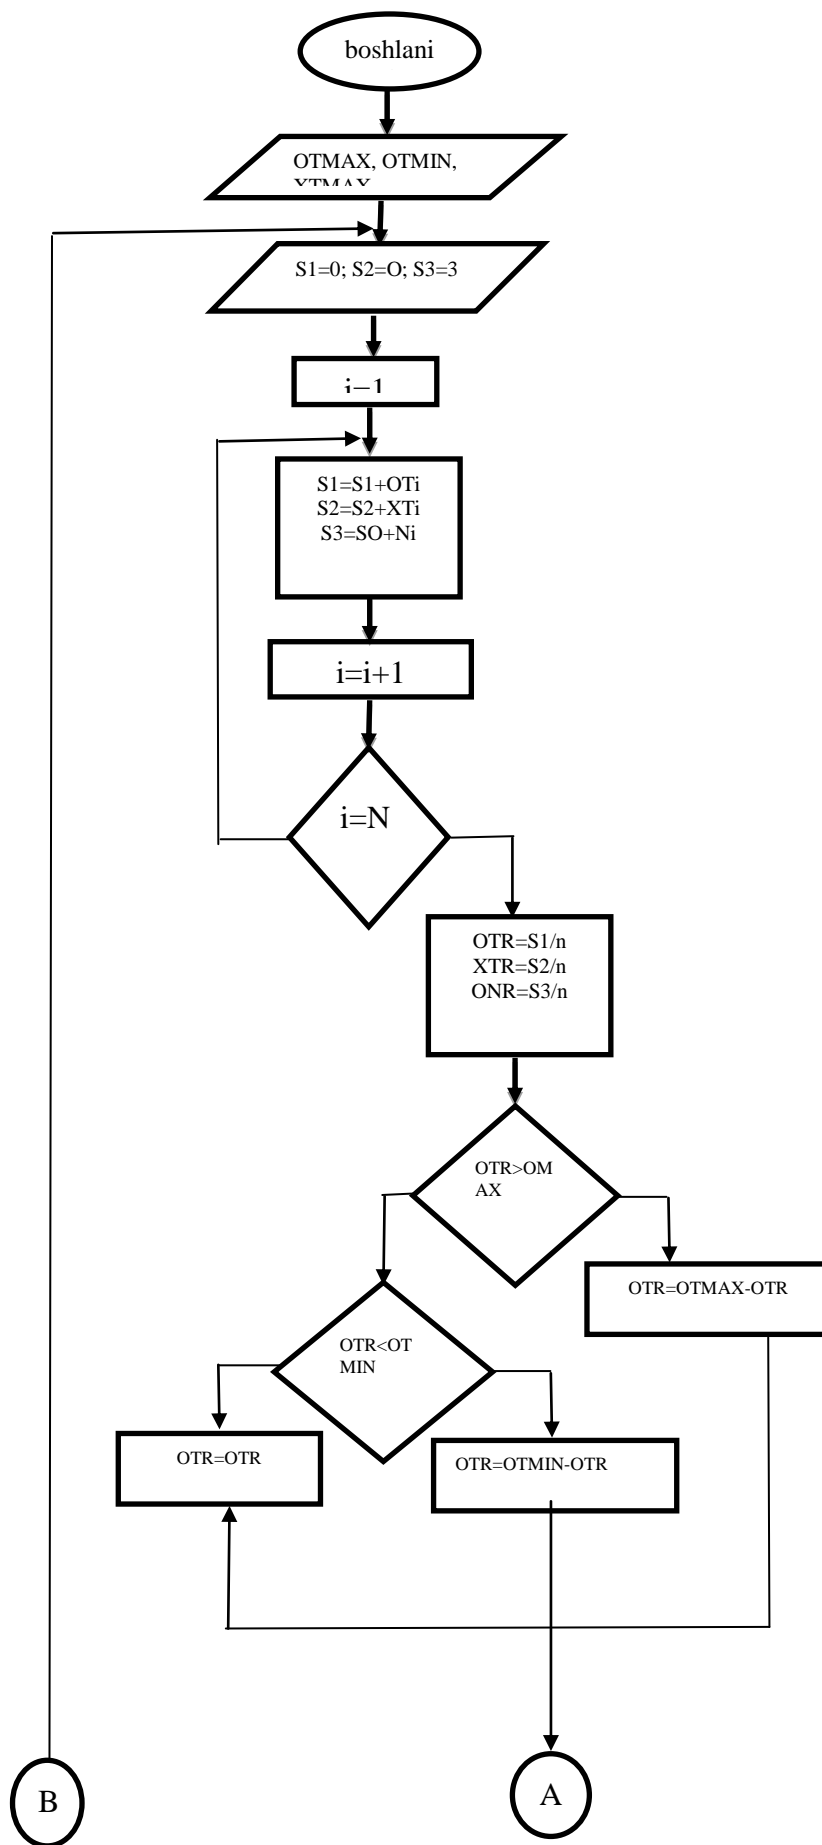 boshlani
OTMAX, OTMIN,
XTMAX
S1=0; S2=O; S3=3
i=1
S1=S1+OTi
S2=S2+XTi
S3=SO+Ni
i=i+1
i=N
OTR=S1/n
XTR=S2/n
ONR=S3/n
OTR>OM
AX
OTR=OTMAX-OTR
OTR<OT
MIN
OTR=OTR
OTR=OTMIN-OTR
B
A